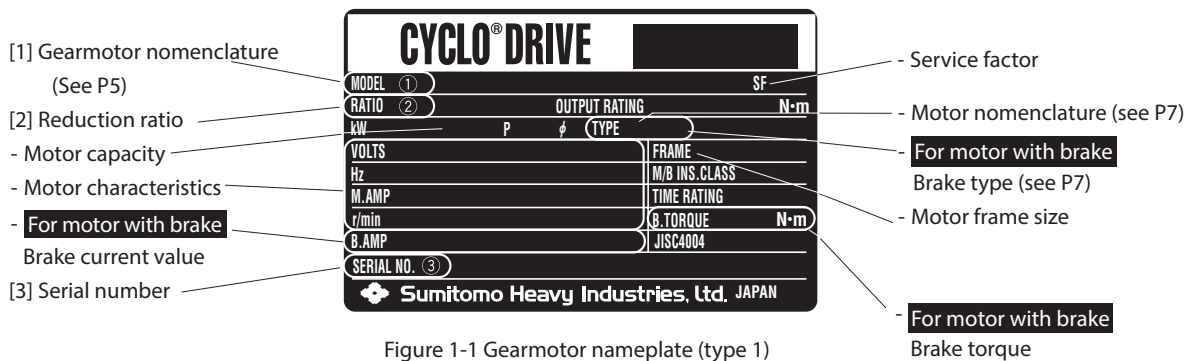 [1] Gearmotor nomenclature
(See P5)
[2] Reduction ratio
- Motor capacity
- Motor characteristics
- For motor with brake
Brake current value
[3] Serial number
CYCLO® DRIVE
MODEL ① SF
RATIO ② OUTPUT RATING N•m
kW P ϕ TYPE
VOLTS FRAME
Hz M/B INS.CLASS
M.AMP TIME RATING
r/min B.TORQUE N•m
B.AMP JISC4004
SERIAL NO. ③
Sumitomo Heavy Industries, Ltd. JAPAN
- Service factor
- Motor nomenclature (see P7)
- For motor with brake
Brake type (see P7)
- Motor frame size
- For motor with brake
Brake torque
Figure 1-1 Gearmotor nameplate (type 1)